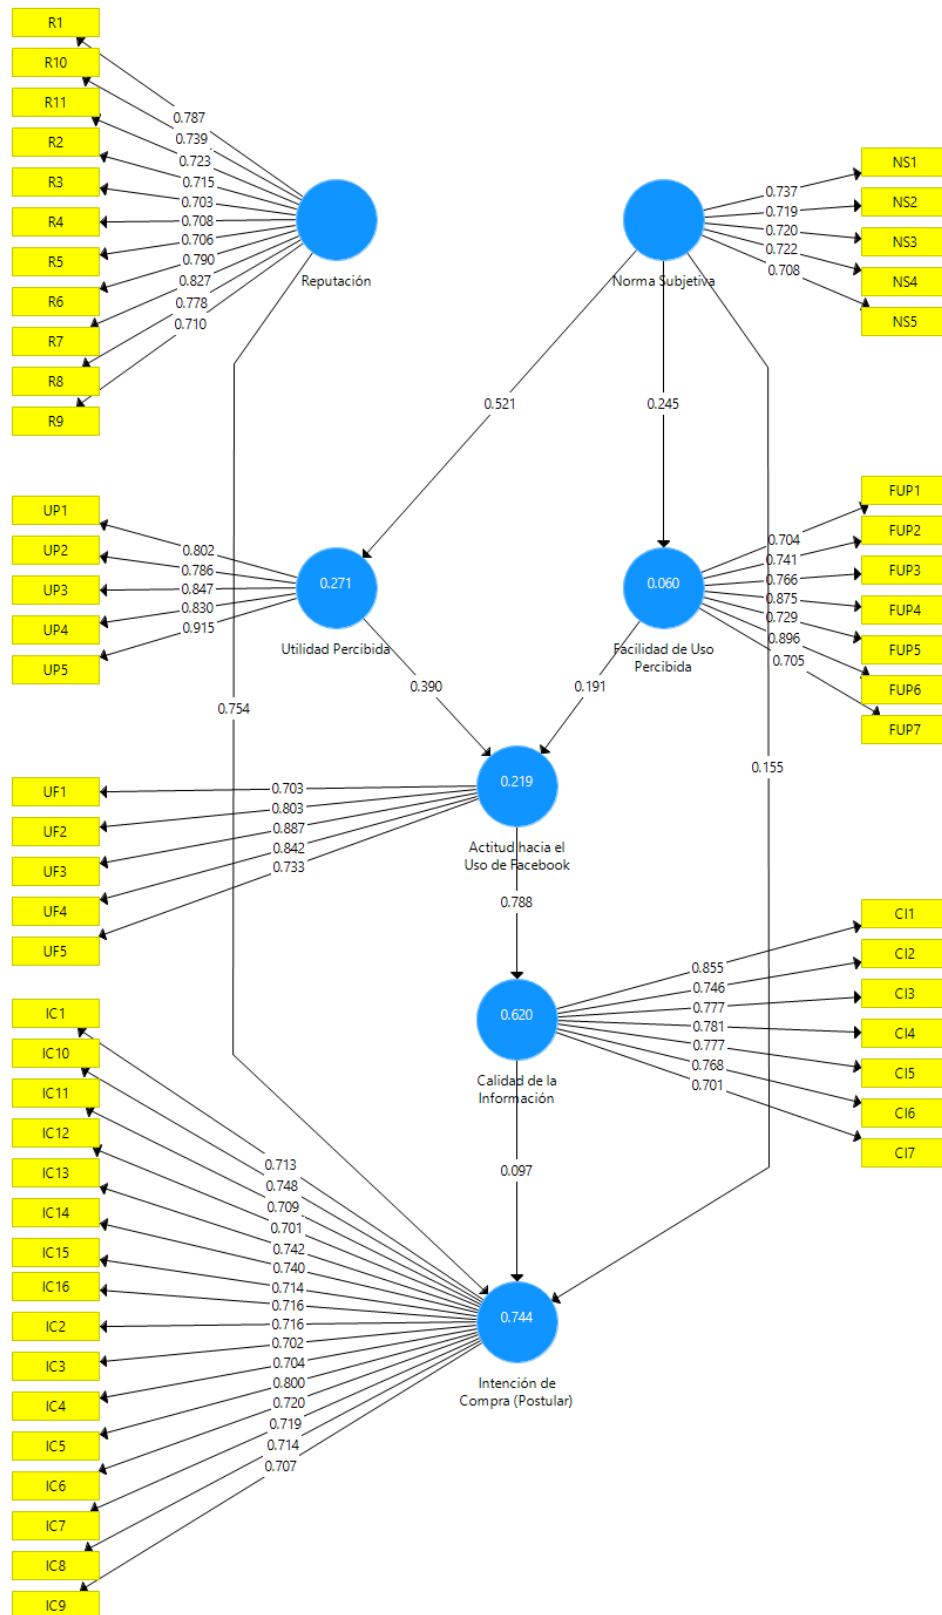 R1
R10
R11
R2
R3
R4
R5
R6
R7
R8
R9
0.787
0.739
0.723
0.715
0.703
0.708
0.706
0.790
0.827
0.778
0.710
Reputación
Norma Subjetiva
0.737
0.719
0.720
0.722
0.708
NS1
NS2
NS3
NS4
NS5
0.521
0.245
UP1
UP2
UP3
UP4
UP5
0.802
0.786
0.847
0.830
0.915
0.271
Utilidad Percibida
0.060
Facilidad de Uso
Percibida
0.704
0.741
0.766
0.875
0.729
0.896
0.705
FUP1
FUP2
FUP3
FUP4
FUP5
FUP6
FUP7
0.390
0.191
0.754
0.155
UF1
UF2
UF3
UF4
UF5
0.703
0.803
0.887
0.842
0.733
0.219
Actitud hacia el
Uso de Facebook
0.788
0.620
Calidad de la
Información
0.855
0.746
0.777
0.781
0.777
0.768
0.701
CI1
CI2
CI3
CI4
CI5
CI6
CI7
0.097
IC1
IC10
IC11
IC12
IC13
IC14
IC15
IC16
IC2
IC3
IC4
IC5
IC6
IC7
IC8
IC9
0.713
0.748
0.709
0.701
0.742
0.740
0.714
0.716
0.716
0.702
0.704
0.800
0.720
0.719
0.714
0.707
0.744
Intención de
Compra (Postular)